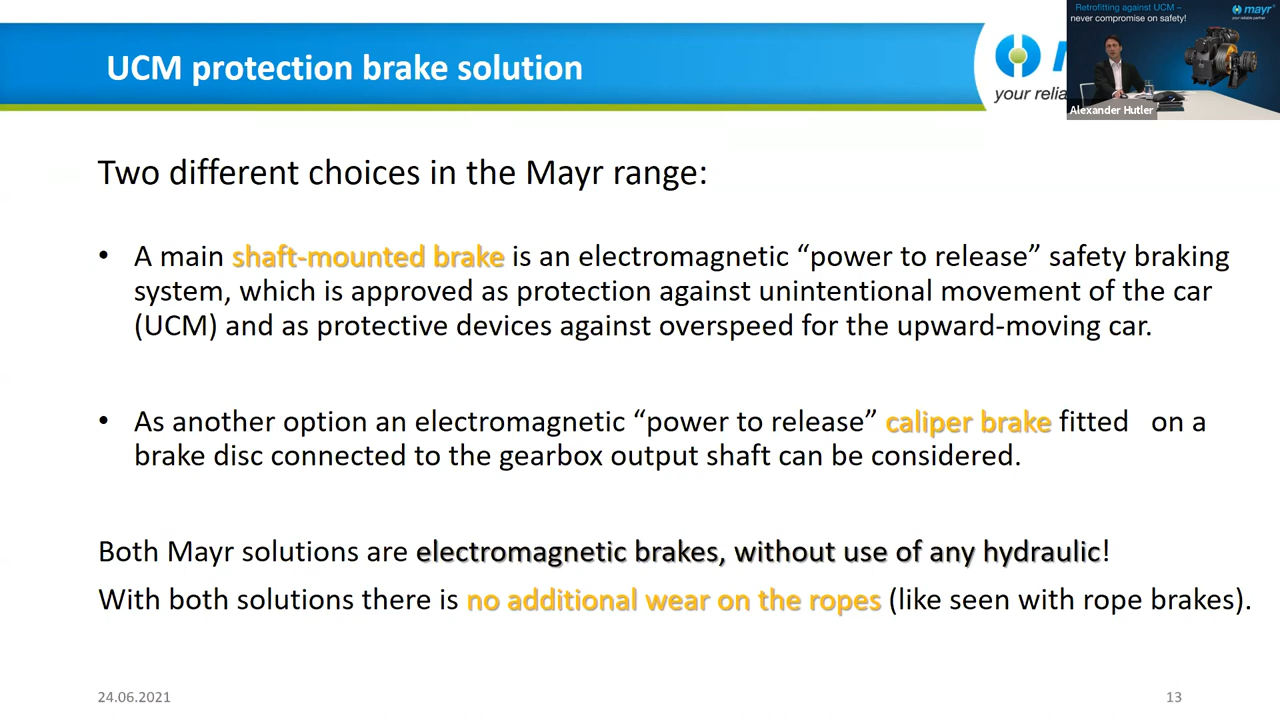 UCM protection brake solution
your relia
Retrofitting against UCM –
never compromise on safety!
mayr
your reliable partner
Alexander Hutler
Two different choices in the Mayr range:
• A main shaft-mounted brake is an electromagnetic “power to release” safety braking
system, which is approved as protection against unintentional movement of the car
(UCM) and as protective devices against overspeed for the upward-moving car.
• As another option an electromagnetic “power to release” caliper brake fitted on a
brake disc connected to the gearbox output shaft can be considered.
Both Mayr solutions are electromagnetic brakes, without use of any hydraulic!
With both solutions there is no additional wear on the ropes (like seen with rope brakes).
24.06.2021
13